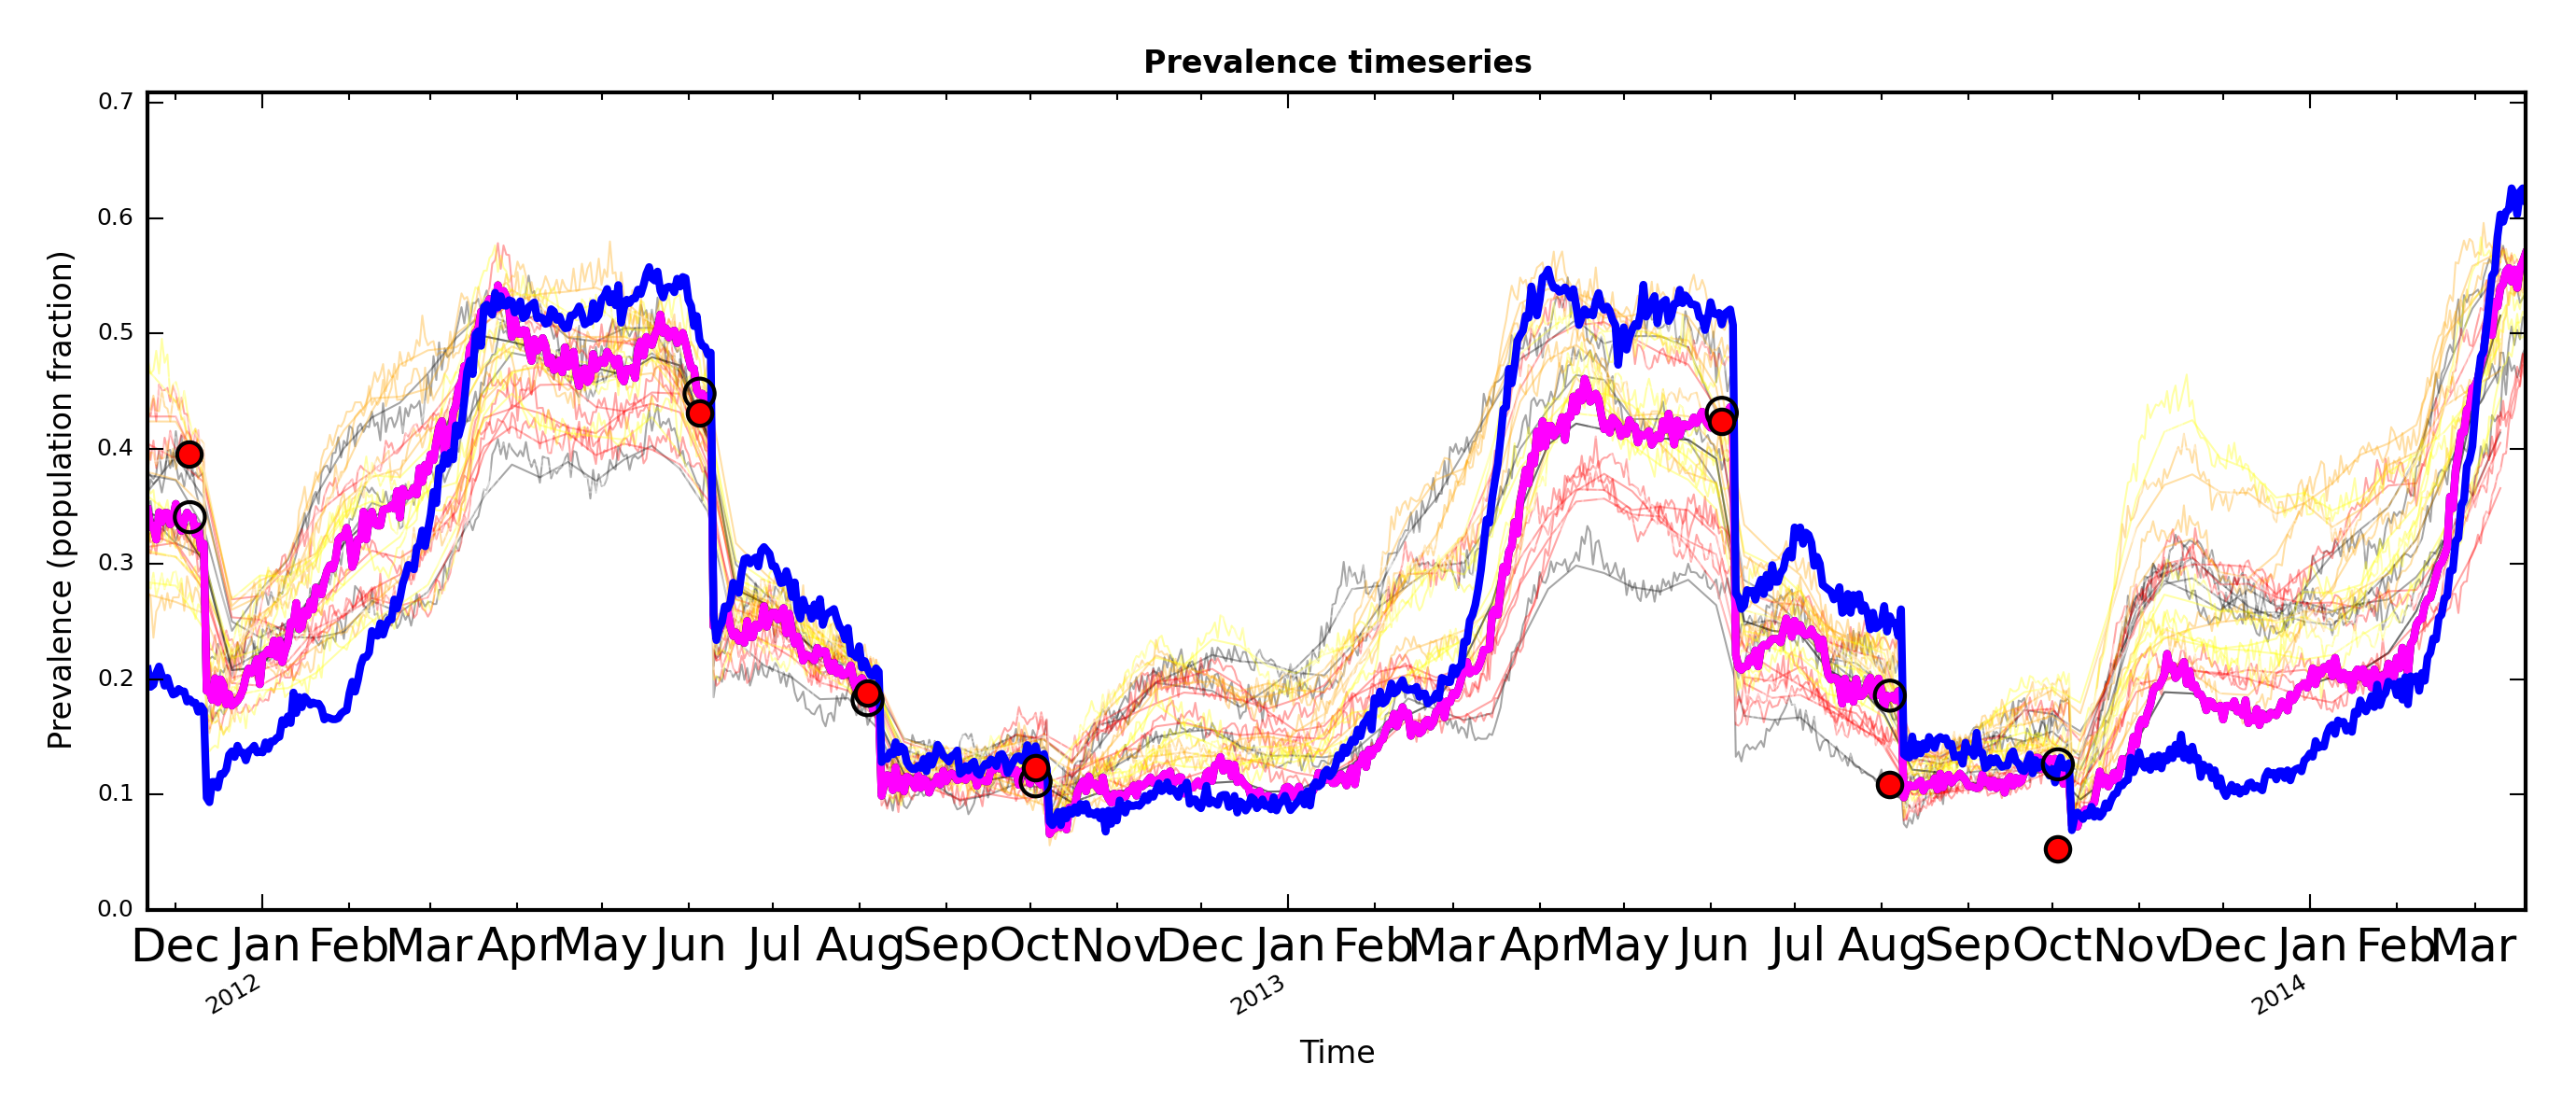 Prevalence timeseries
Prevalence (population fraction)
0.7
0.6
0.5
0.4
0.3
0.2
0.1
0.0
Dec Jan Feb Mar Apr May Jun Jul Aug Sep Oct Nov Dec Jan Feb Mar Apr May Jun Jul Aug Sep Oct Nov Dec Jan Feb Mar
2012 2013 2014
Time